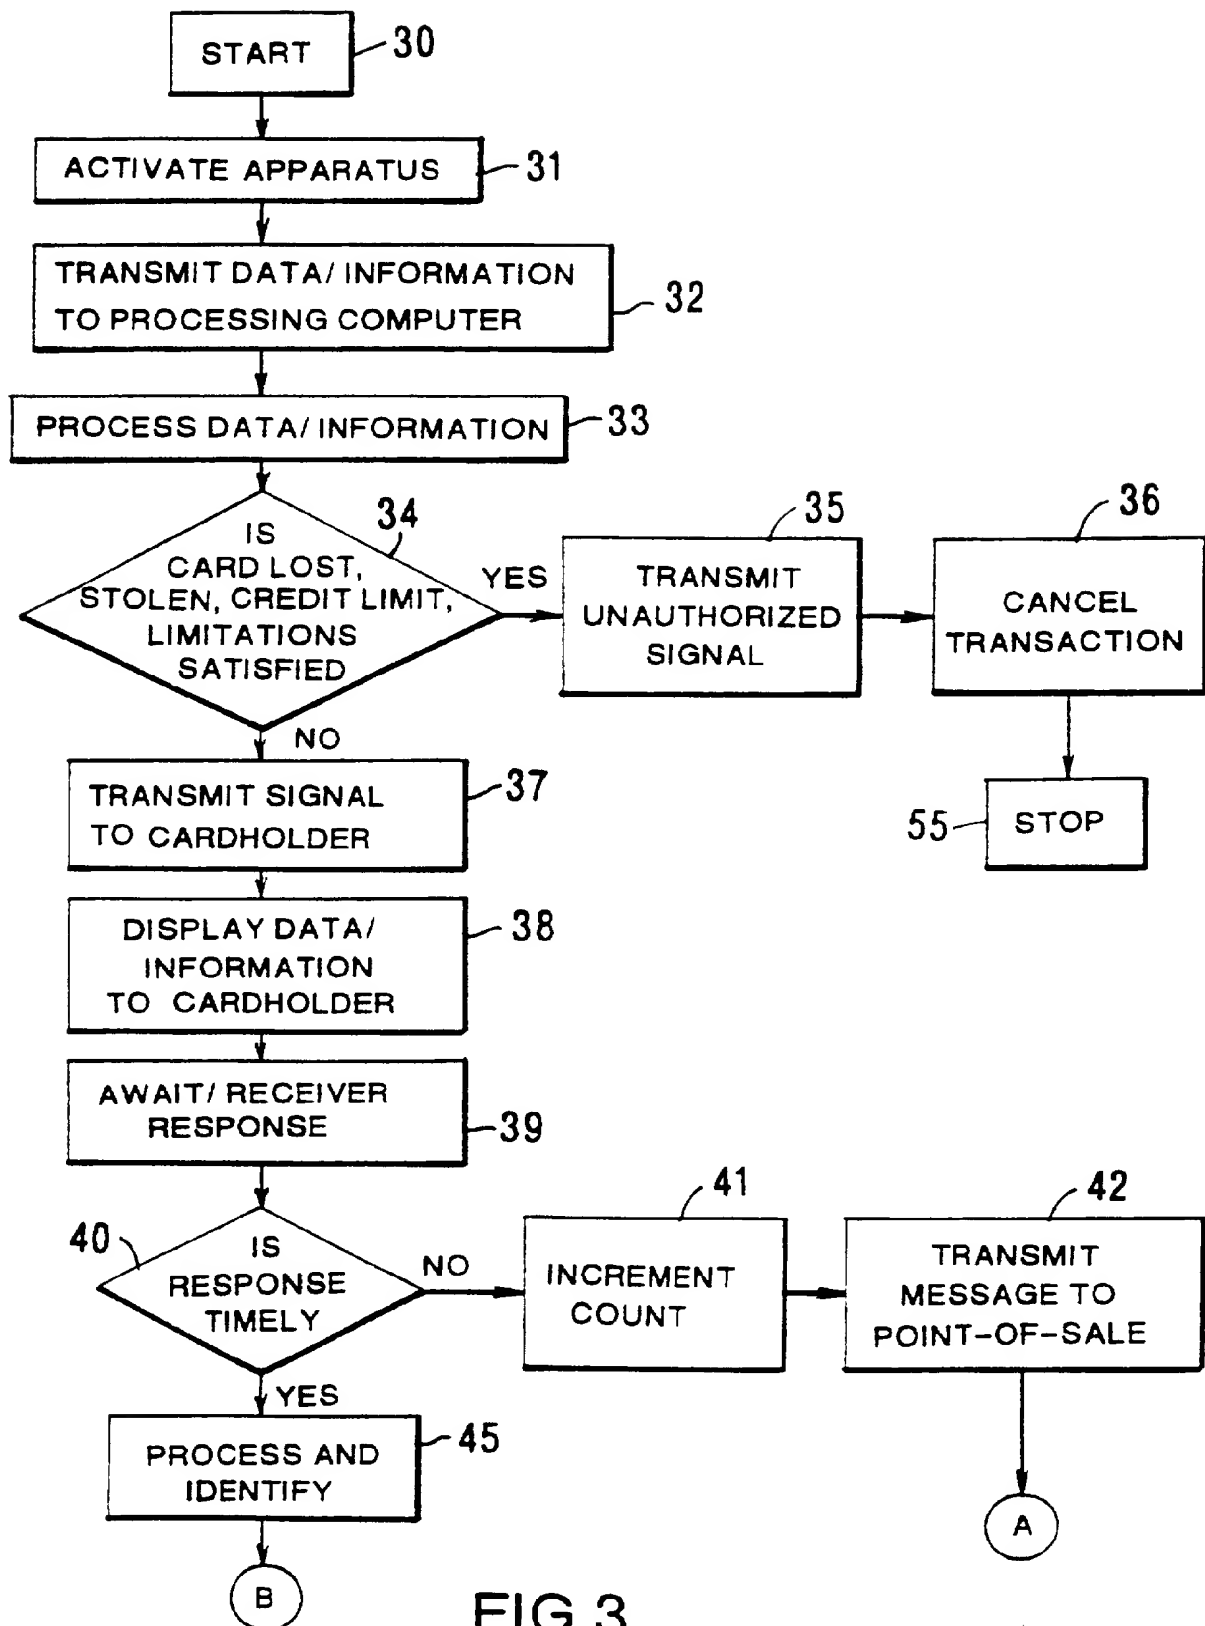 START
30
ACTIVATE APPARATUS
31
TRANSMIT DATA/ INFORMATION
TO PROCESSING COMPUTER
32
PROCESS DATA/ INFORMATION
33
IS
CARD LOST,
STOLEN, CREDIT LIMIT,
LIMITATIONS
SATISFIED
34
YES
TRANSMIT
UNAUTHORIZED
SIGNAL
35
CANCEL
TRANSACTION
36
STOP
55
NO
TRANSMIT SIGNAL
TO CARDHOLDER
37
DISPLAY DATA/
INFORMATION
TO CARDHOLDER
38
AWAIT/ RECEIVER
RESPONSE
39
IS
RESPONSE
TIMELY
40
NO
INCREMENT
COUNT
41
TRANSMIT
MESSAGE TO
POINT-OF-SALE
42
A
YES
PROCESS AND
IDENTIFY
45
B
FIG.3